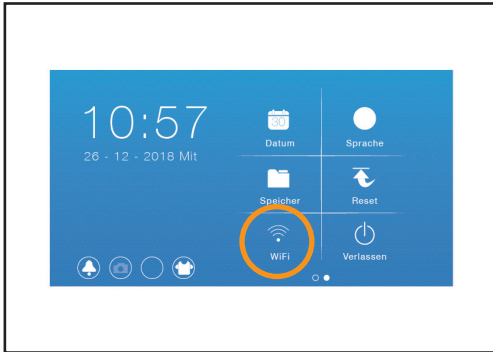 10:57
26 - 12 - 2018 Mit
30
Datum
Sprache
Speicher
Reset
WiFi
Verlassen